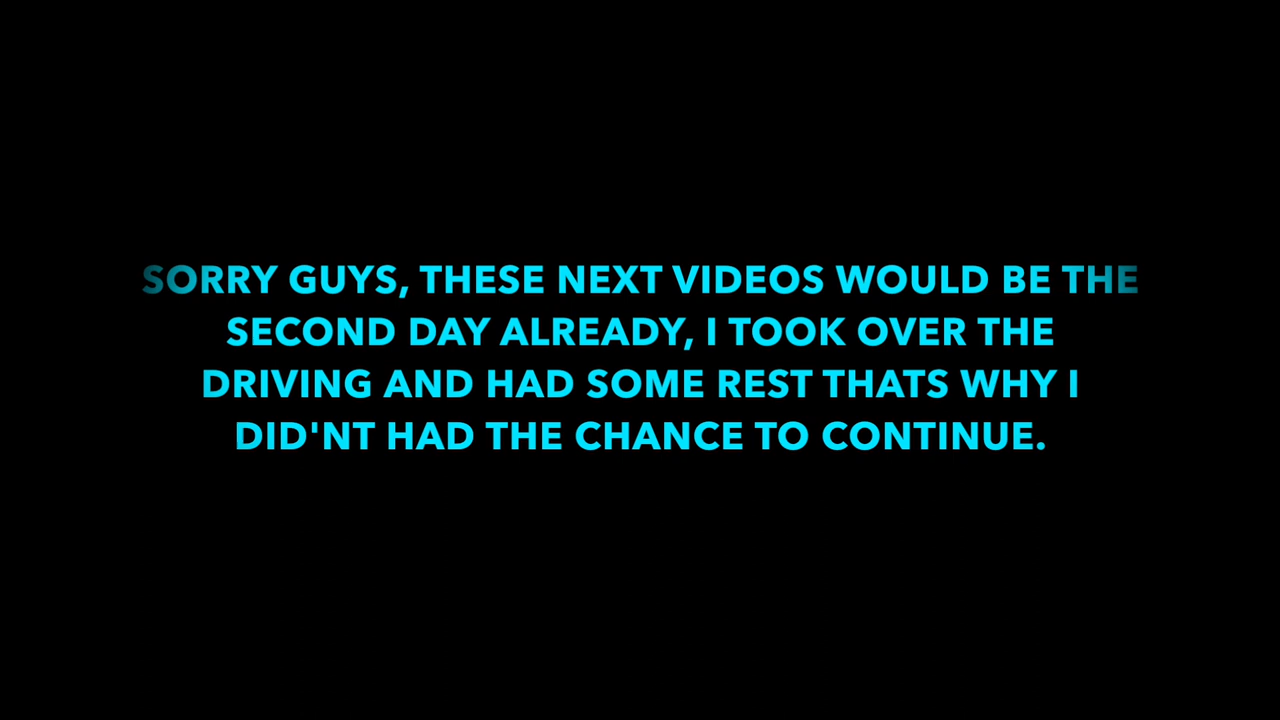 SORRY GUYS, THESE NEXT VIDEOS WOULD BE THE
SECOND DAY ALREADY, I TOOK OVER THE
DRIVING AND HAD SOME REST THATS WHY I
DID'NT HAD THE CHANCE TO CONTINUE.